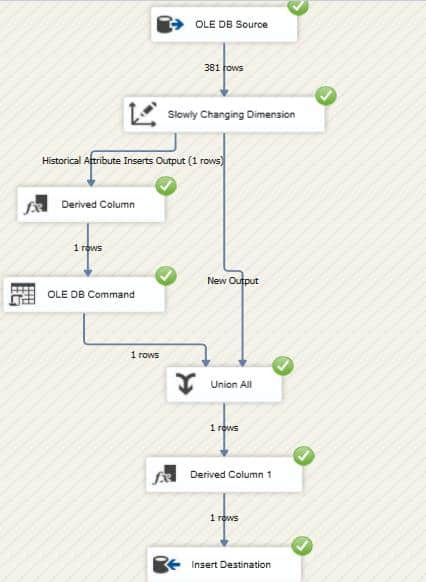 OLE DB Source
381 rows
Slowly Changing Dimension
Historical Attribute Inserts Output (1 rows)
Derived Column
1 rows
New Output
OLE DB Command
1 rows
Union All
1 rows
Derived Column 1
1 rows
Insert Destination